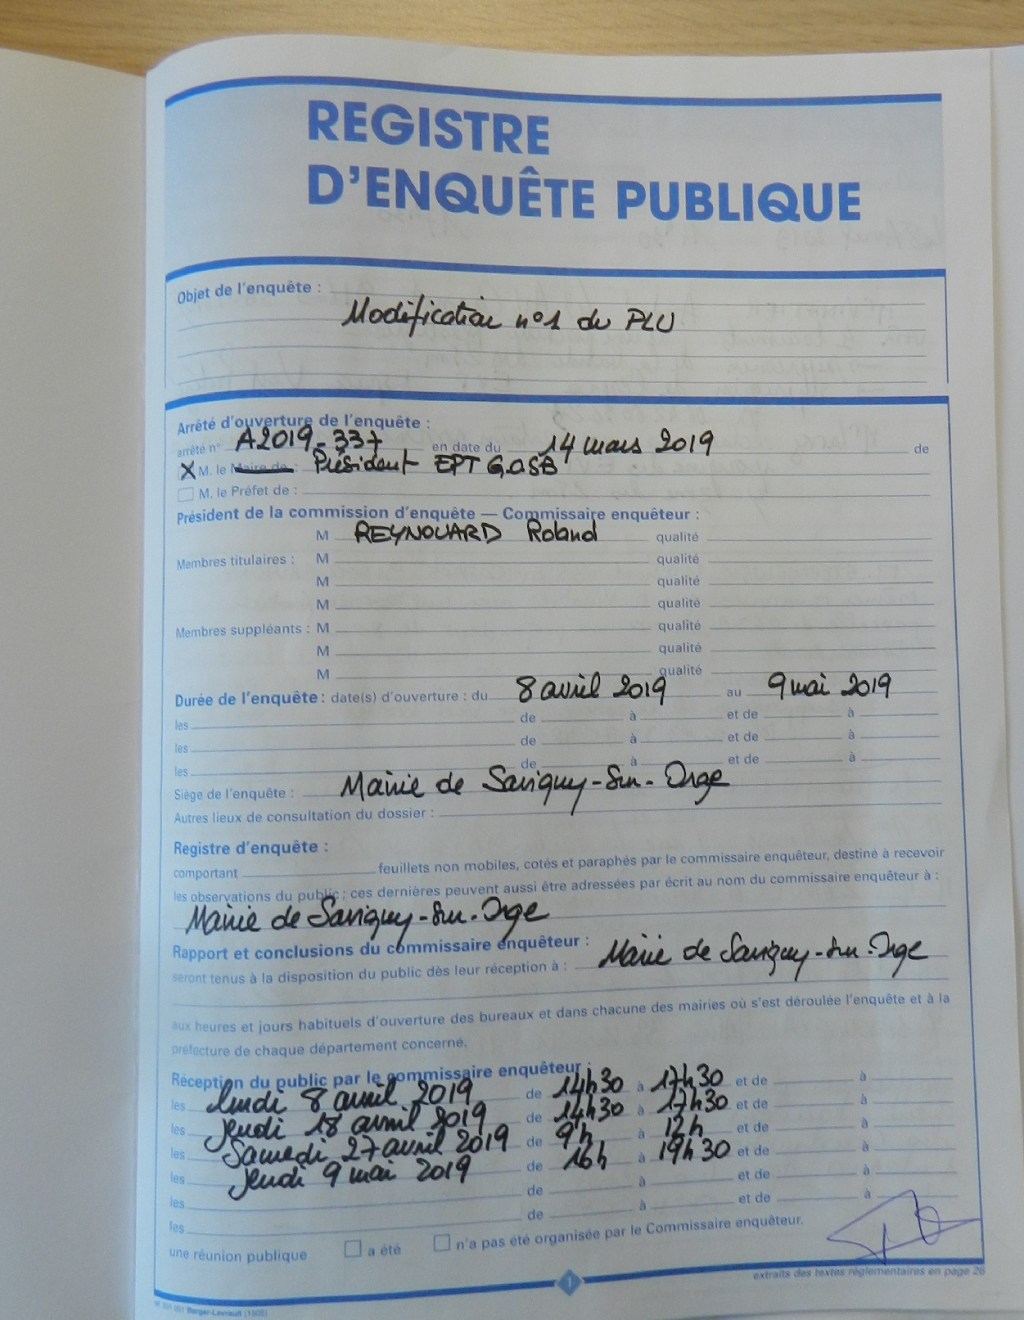 REGISTRE
D'ENQUÊTE PUBLIQUE
Objet de l'enquête :
Modification n°1 du PLU
Arrêté d'ouverture de l'enquête :
arrêté n° A2019-337 en date du 14 mars 2019 de
X M. le Maire de : Président EPT GOSB
M. le Préfet de :
Président de la commission d'enquête — Commissaire enquêteur :
M REYNOUARD Roland qualité
Membres titulaires : M qualité
M qualité
M qualité
Membres suppléants : M qualité
M qualité
M qualité
Durée de l'enquête : date(s) d'ouverture : du 8 avril 2019 au 9 mai 2019
les de à et de à
les de à et de à
les de à et de à
Siège de l'enquête : Mairie de Savigny-Sur-Orge
Autres lieux de consultation du dossier :
Registre d'enquête :
comportant feuillets non mobiles, cotés et paraphés par le commissaire enquêteur, destiné à recevoir
les observations du public ; ces dernières peuvent aussi être adressées par écrit au nom du commissaire enquêteur à :
Mairie de Savigny-Sur-Orge
Rapport et conclusions du commissaire enquêteur :
seront tenus à la disposition du public dès leur réception à : Mairie de Savigny-Sur-Orge
aux heures et jours habituels d'ouverture des bureaux et dans chacune des mairies où s'est déroulée l'enquête et à la
préfecture de chaque département concerné.
Réception du public par le commissaire enquêteur :
les lundi 8 avril 2019 de 14h30 à 17h30 et de à
les jeudi 18 avril 2019 de 14h30 à 17h30 et de à
les Samedi 27 avril 2019 de 9h à 12h et de à
les jeudi 9 mai 2019 de 16h à 19h30 et de à
les de à et de à
les de à et de à
une réunion publique a été n'a pas été organisée par le Commissaire enquêteur.
1
extraits des textes réglementaires en page 26
Berger-Levrault